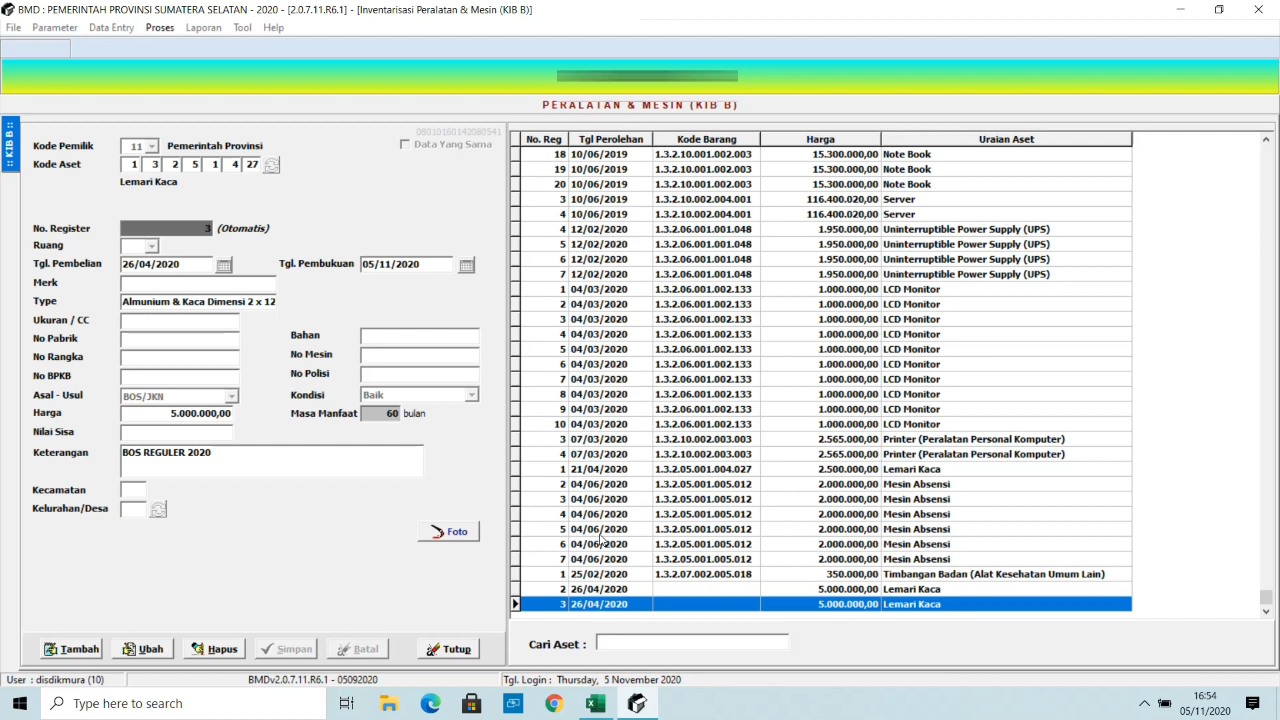 BMD : PEMERINTAH PROVINSI SUMATERA SELATAN - 2020 - [2.0.7.11.R6.1] - [Inventarisasi Peralatan & Mesin (KIB B)]
File Parameter Data Entry Proses Laporan Tool Help
PERALATAN & MESIN (KIB B)
:: KIB B ::
08010160142080541
Kode Pemilik 11 Pemerintah Provinsi Data Yang Sama
Kode Aset 1 3 2 5 1 4 27
Lemari Kaca
No. Register 3 (Otomatis)
Ruang
Tgl. Pembelian 26/04/2020 Tgl. Pembukuan 05/11/2020
Merk
Type Almunium & Kaca Dimensi 2 x 12
Ukuran / CC
No Pabrik Bahan
No Rangka No Mesin
No BPKB No Polisi
Asal - Usul BOS/JKN Kondisi Baik
Harga 5.000.000,00 Masa Manfaat 60 bulan
Nilai Sisa
Keterangan BOS REGULER 2020
Kecamatan
Kelurahan/Desa
Foto
Tambah Ubah Hapus Simpan Batal Tutup
No. Reg Tgl Perolehan Kode Barang Harga Uraian Aset
18 10/06/2019 1.3.2.10.001.002.003 15.300.000,00 Note Book
19 10/06/2019 1.3.2.10.001.002.003 15.300.000,00 Note Book
20 10/06/2019 1.3.2.10.001.002.003 15.300.000,00 Note Book
3 10/06/2019 1.3.2.10.002.004.001 116.400.020,00 Server
4 10/06/2019 1.3.2.10.002.004.001 116.400.020,00 Server
4 12/02/2020 1.3.2.06.001.001.048 1.950.000,00 Uninterruptible Power Supply (UPS)
5 12/02/2020 1.3.2.06.001.001.048 1.950.000,00 Uninterruptible Power Supply (UPS)
6 12/02/2020 1.3.2.06.001.001.048 1.950.000,00 Uninterruptible Power Supply (UPS)
7 12/02/2020 1.3.2.06.001.001.048 1.950.000,00 Uninterruptible Power Supply (UPS)
1 04/03/2020 1.3.2.06.001.002.133 1.000.000,00 LCD Monitor
2 04/03/2020 1.3.2.06.001.002.133 1.000.000,00 LCD Monitor
3 04/03/2020 1.3.2.06.001.002.133 1.000.000,00 LCD Monitor
4 04/03/2020 1.3.2.06.001.002.133 1.000.000,00 LCD Monitor
5 04/03/2020 1.3.2.06.001.002.133 1.000.000,00 LCD Monitor
6 04/03/2020 1.3.2.06.001.002.133 1.000.000,00 LCD Monitor
7 04/03/2020 1.3.2.06.001.002.133 1.000.000,00 LCD Monitor
8 04/03/2020 1.3.2.06.001.002.133 1.000.000,00 LCD Monitor
9 04/03/2020 1.3.2.06.001.002.133 1.000.000,00 LCD Monitor
10 04/03/2020 1.3.2.06.001.002.133 1.000.000,00 LCD Monitor
3 07/03/2020 1.3.2.10.002.003.003 2.565.000,00 Printer (Peralatan Personal Komputer)
4 07/03/2020 1.3.2.10.002.003.003 2.565.000,00 Printer (Peralatan Personal Komputer)
1 21/04/2020 1.3.2.05.001.004.027 2.500.000,00 Lemari Kaca
2 04/06/2020 1.3.2.05.001.005.012 2.000.000,00 Mesin Absensi
3 04/06/2020 1.3.2.05.001.005.012 2.000.000,00 Mesin Absensi
4 04/06/2020 1.3.2.05.001.005.012 2.000.000,00 Mesin Absensi
5 04/06/2020 1.3.2.05.001.005.012 2.000.000,00 Mesin Absensi
6 04/06/2020 1.3.2.05.001.005.012 2.000.000,00 Mesin Absensi
7 04/06/2020 1.3.2.05.001.005.012 2.000.000,00 Mesin Absensi
1 25/02/2020 1.3.2.07.002.005.018 350.000,00 Timbangan Badan (Alat Kesehatan Umum Lain)
2 26/04/2020 5.000.000,00 Lemari Kaca
3 26/04/2020 5.000.000,00 Lemari Kaca
Cari Aset :
User : disdikmura (10) BMDv2.0.7.11.R6.1 - 05092020 Tgl. Login : Thursday, 5 November 2020
Type here to search
16:54
05/11/2020